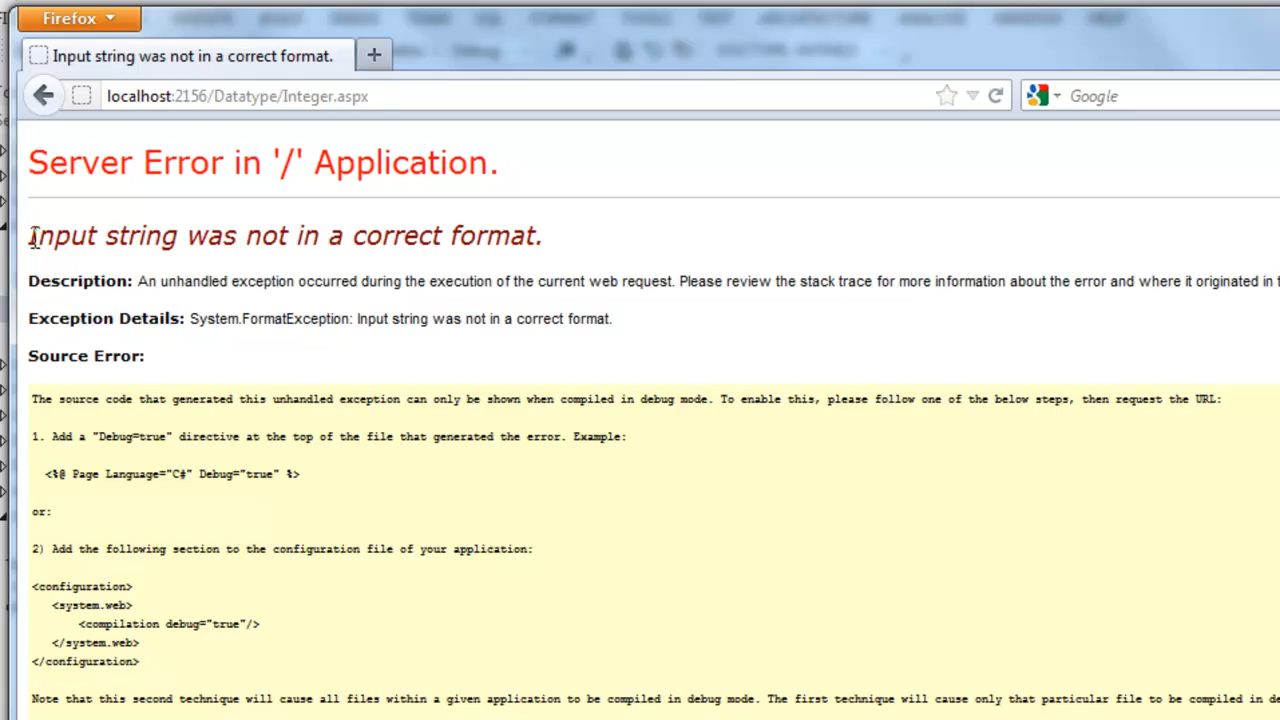 Firefox
Input string was not in a correct format.
localhost:2156/Datatype/Integer.aspx
Google
Server Error in '/' Application.
Input string was not in a correct format.
Description: An unhandled exception occurred during the execution of the current web request. Please review the stack trace for more information about the error and where it originated in t
Exception Details: System.FormatException: Input string was not in a correct format.
Source Error:
The source code that generated this unhandled exception can only be shown when compiled in debug mode. To enable this, please follow one of the below steps, then request the URL:
1. Add a "Debug=true" directive at the top of the file that generated the error. Example:
<%@ Page Language="C#" Debug="true" %>
or:
2) Add the following section to the configuration file of your application:
<configuration>
<system.web>
<compilation debug="true"/>
</system.web>
</configuration>
Note that this second technique will cause all files within a given application to be compiled in debug mode. The first technique will cause only that particular file to be compiled in de